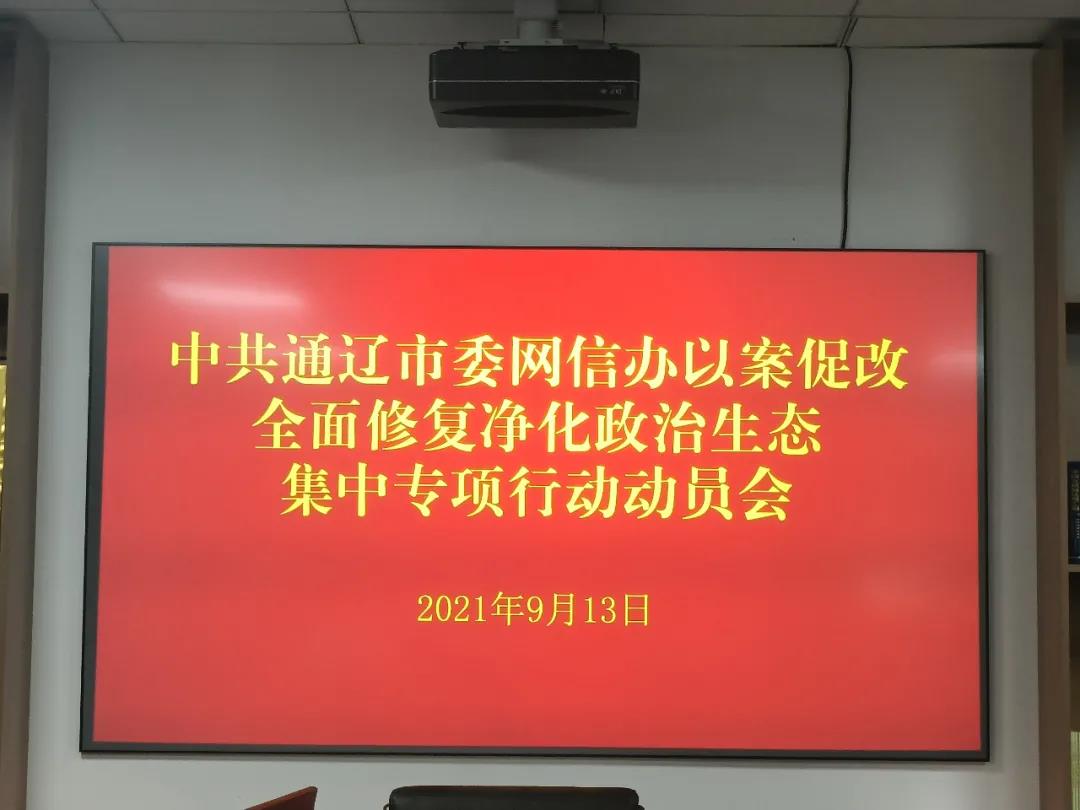 中共通辽市委网信办以案促改
全面修复净化政治生态
集中专项行动动员会
2021年9月13日